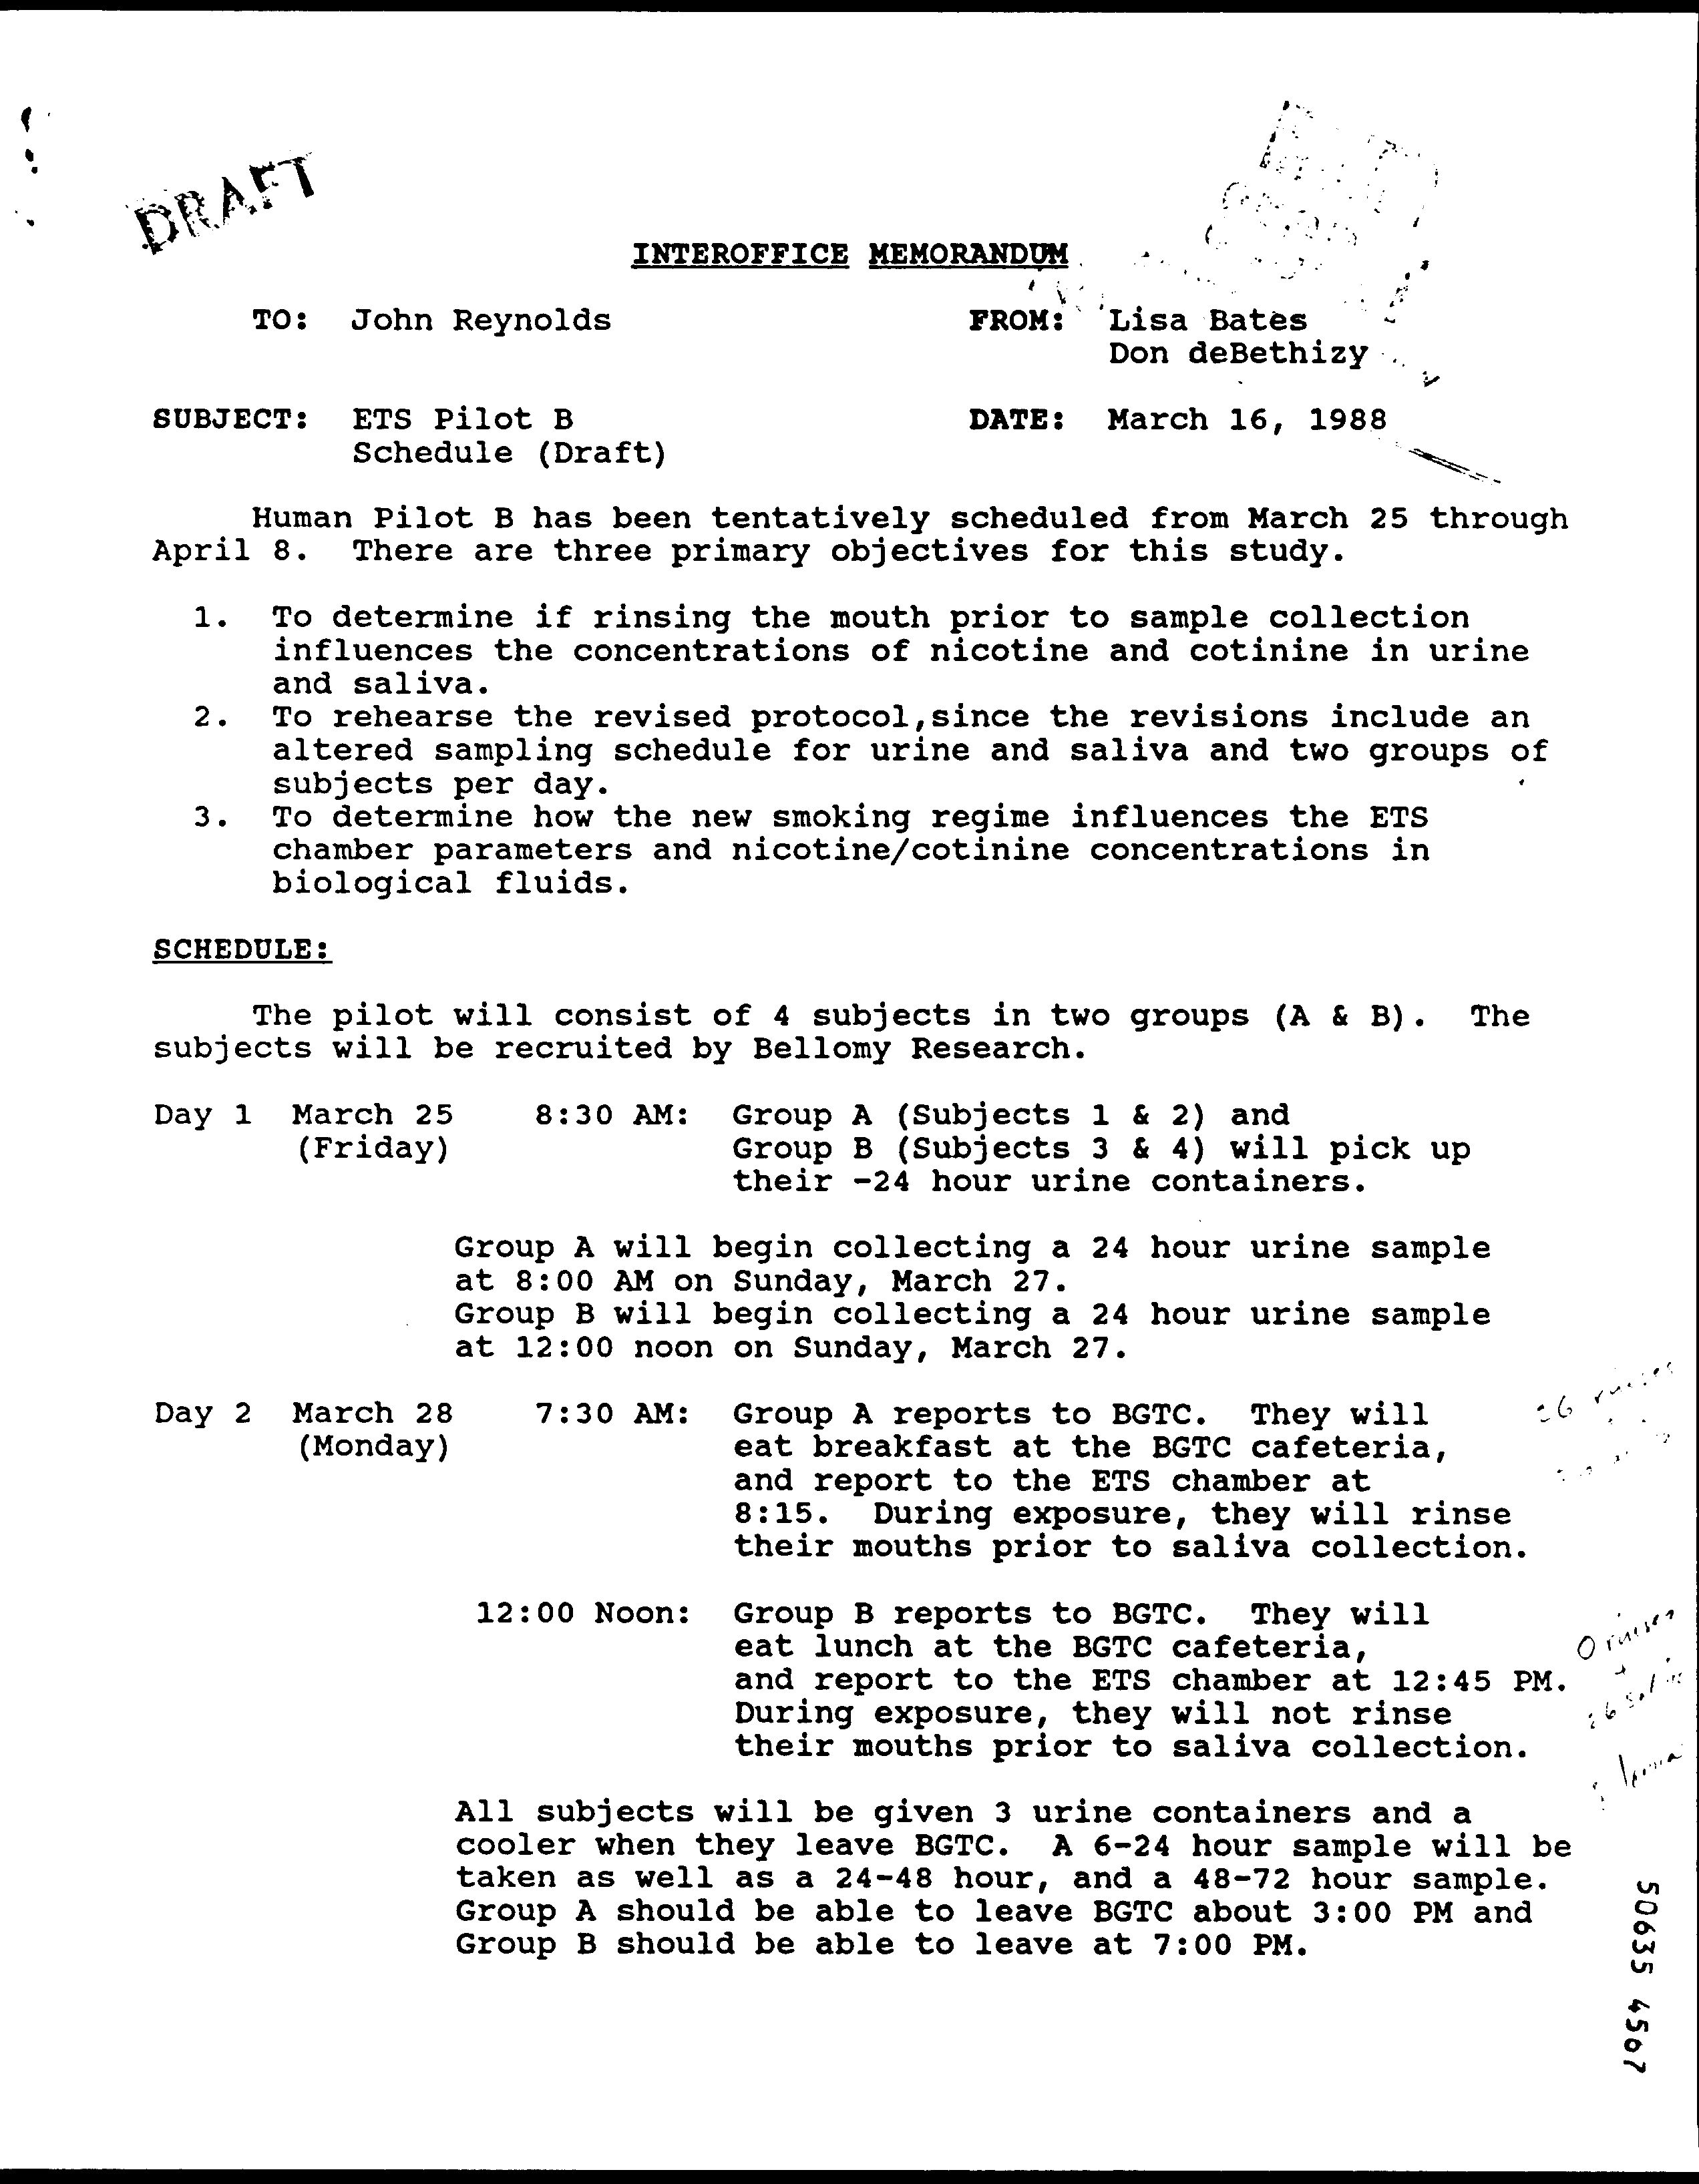 DRAFT
INTEROFFICE MEMORANDUM
TO: John Reynolds FROM: Lisa Bates
Don deBethizy
SUBJECT: ETS Pilot B DATE: March 16, 1988
Schedule (Draft)
Human Pilot B has been tentatively scheduled from March 25 through
April 8. There are three primary objectives for this study.
1. To determine if rinsing the mouth prior to sample collection
influences the concentrations of nicotine and cotinine in urine
and saliva.
2. To rehearse the revised protocol,since the revisions include an
altered sampling schedule for urine and saliva and two groups of
subjects per day.
3. To determine how the new smoking regime influences the ETS
chamber parameters and nicotine/cotinine concentrations in
biological fluids.
SCHEDULE:
The pilot will consist of 4 subjects in two groups (A & B). The
subjects will be recruited by Bellomy Research.
Day 1 March 25 8:30 AM: Group A (Subjects 1 & 2) and
(Friday) Group B (Subjects 3 & 4) will pick up
their -24 hour urine containers.
Group A will begin collecting a 24 hour urine sample
at 8:00 AM on Sunday, March 27.
Group B will begin collecting a 24 hour urine sample
at 12:00 noon on Sunday, March 27.
Day 2 March 28 7:30 AM: Group A reports to BGTC. They will
(Monday) eat breakfast at the BGTC cafeteria,
and report to the ETS chamber at
8:15. During exposure, they will rinse
their mouths prior to saliva collection.
12:00 Noon: Group B reports to BGTC. They will
eat lunch at the BGTC cafeteria,
and report to the ETS chamber at 12:45 PM.
During exposure, they will not rinse
their mouths prior to saliva collection.
All subjects will be given 3 urine containers and a
cooler when they leave BGTC. A 6-24 hour sample will be
taken as well as a 24-48 hour, and a 48-72 hour sample.
Group A should be able to leave BGTC about 3:00 PM and
Group B should be able to leave at 7:00 PM.
50635 4567